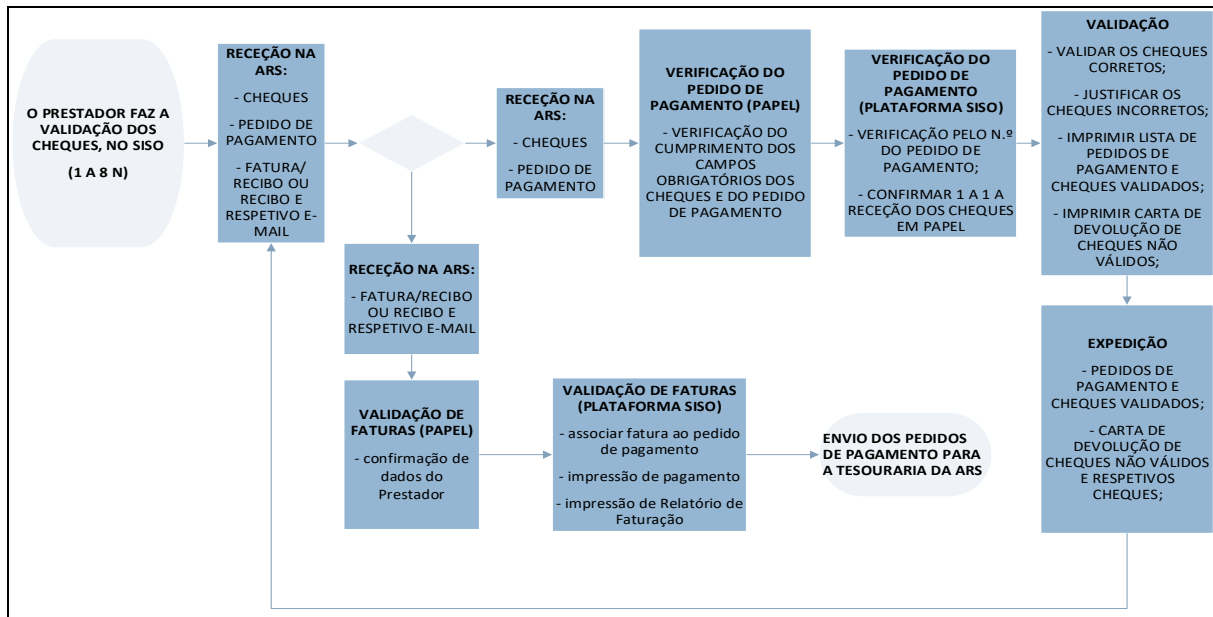 O PRESTADOR FAZ A
VALIDAÇÃO DOS
CHEQUES, NO SISO
(1 A 8 N)
RECEÇÃO NA
ARS:
- CHEQUES
- PEDIDO DE
PAGAMENTO
- FATURA/
RECIBO OU
RECIBO E
RESPETIVO E-
MAIL
RECEÇÃO NA
ARS:
- CHEQUES
- PEDIDO DE
PAGAMENTO
VERIFICAÇÃO DO
PEDIDO DE
PAGAMENTO (PAPEL)
- VERIFICAÇÃO DO
CUMPRIMENTO DOS
CAMPOS
OBRIGATÓRIOS DOS
CHEQUES E DO PEDIDO
DE PAGAMENTO
VERIFICAÇÃO DO
PEDIDO DE
PAGAMENTO
(PLATAFORMA SISO)
- VERIFICAÇÃO PELO N.º
DO PEDIDO DE
PAGAMENTO;
- CONFIRMAR 1 A 1 A
RECEÇÃO DOS CHEQUES
EM PAPEL
VALIDAÇÃO
- VALIDAR OS CHEQUES
CORRETOS;
- JUSTIFICAR OS
CHEQUES INCORRETOS;
- IMPRIMIR LISTA DE
PEDIDOS DE
PAGAMENTO E
CHEQUES VALIDADOS;
- IMPRIMIR CARTA DE
DEVOLUÇÃO DE
CHEQUES NÃO
VÁLIDOS;
RECEÇÃO NA ARS:
- FATURA/RECIBO
OU RECIBO E
RESPETIVO E-MAIL
EXPEDIÇÃO
- PEDIDOS DE
PAGAMENTO E
CHEQUES VALIDADOS;
- CARTA DE
DEVOLUÇÃO DE
CHEQUES NÃO VÁLIDOS
E RESPETIVOS
CHEQUES;
VALIDAÇÃO DE
FATURAS (PAPEL)
- confirmação de
dados do
Prestador
VALIDAÇÃO DE FATURAS
(PLATAFORMA SISO)
- associar fatura ao pedido
de pagamento
- impressão de pagamento
- impressão de Relatório de
Faturação
ENVIO DOS PEDIDOS
DE PAGAMENTO PARA
A TESOURARIA DA ARS